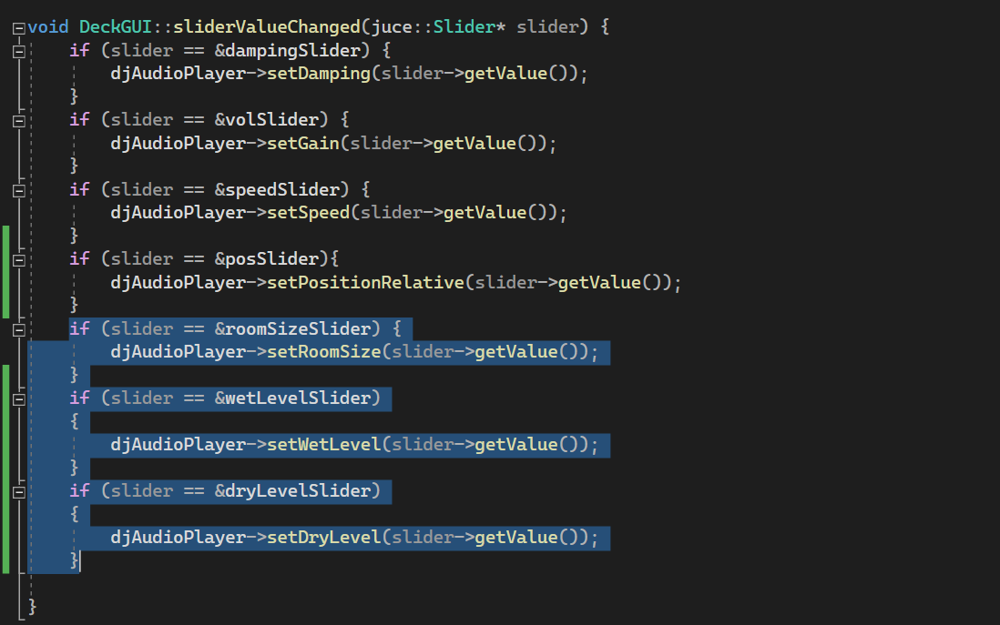 void DeckGUI::sliderValueChanged(juce::Slider* slider) {
    if (slider == &dampingSlider) {
        djAudioPlayer->setDamping(slider->getValue());
    }
    if (slider == &volSlider) {
        djAudioPlayer->setGain(slider->getValue());
    }
    if (slider == &speedSlider) {
        djAudioPlayer->setSpeed(slider->getValue());
    }
    if (slider == &posSlider){
        djAudioPlayer->setPositionRelative(slider->getValue());
    }
    if (slider == &roomSizeSlider) {
        djAudioPlayer->setRoomSize(slider->getValue());
    }
    if (slider == &wetLevelSlider)
    {
        djAudioPlayer->setWetLevel(slider->getValue());
    }
    if (slider == &dryLevelSlider)
    {
        djAudioPlayer->setDryLevel(slider->getValue());
    }

}